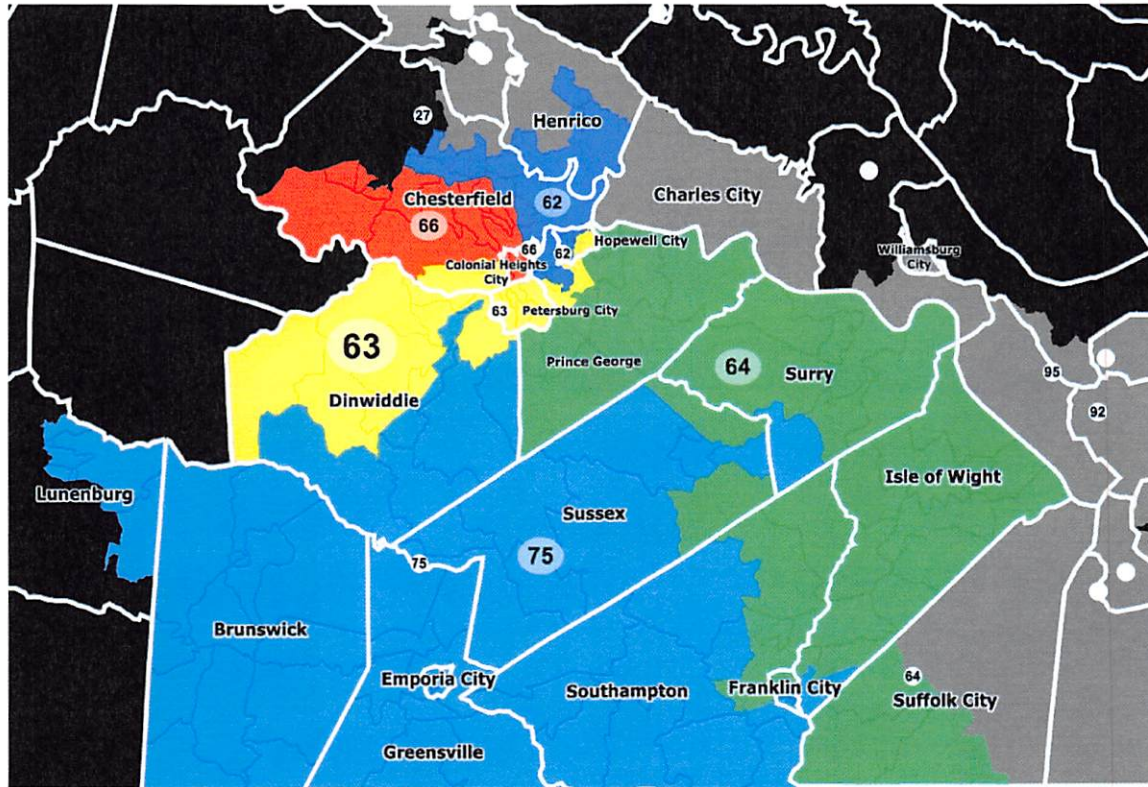 27
Henrico
Chesterfield
62
Charles City
66
66
62
Hopewell City
Williamsburg
City
Colonial Heights
City
63
Petersburg City
63
Prince George
64
Surry
95
Dinwiddie
92
Isle of Wight
Lunenburg
Sussex
75
75
Brunswick
Emporia City
Southampton
Franklin City
64
Suffolk City
Greensville